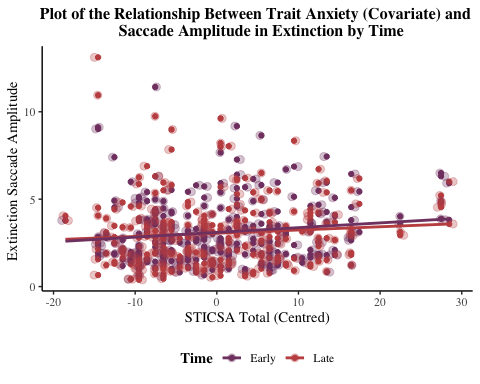 Plot of the Relationship Between Trait Anxiety (Covariate) and
Saccade Amplitude in Extinction by Time
Extinction Saccade Amplitude
10
5
0
-20 -10 0 10 20 30
STICSA Total (Centred)
Time Early Late